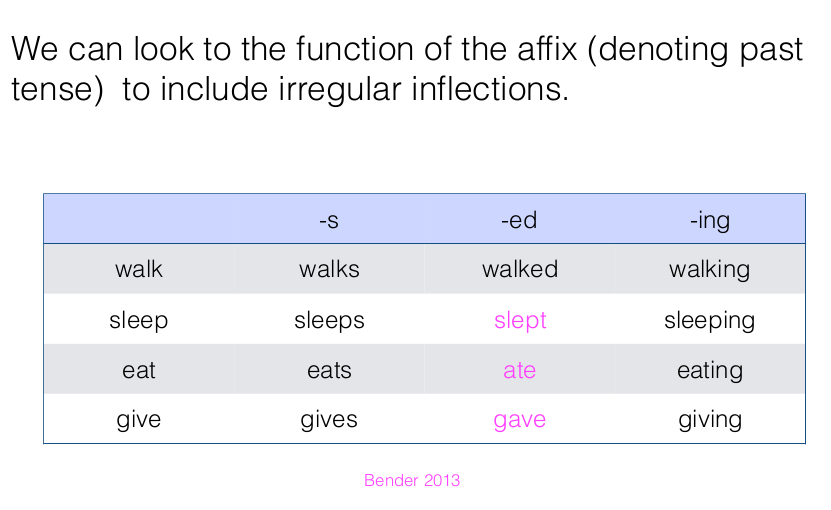 We can look to the function of the affix (denoting past
tense)  to include irregular inflections.
-s -ed -ing
walk walks walked walking
sleep sleeps slept sleeping
eat eats ate eating
give gives gave giving
Bender 2013